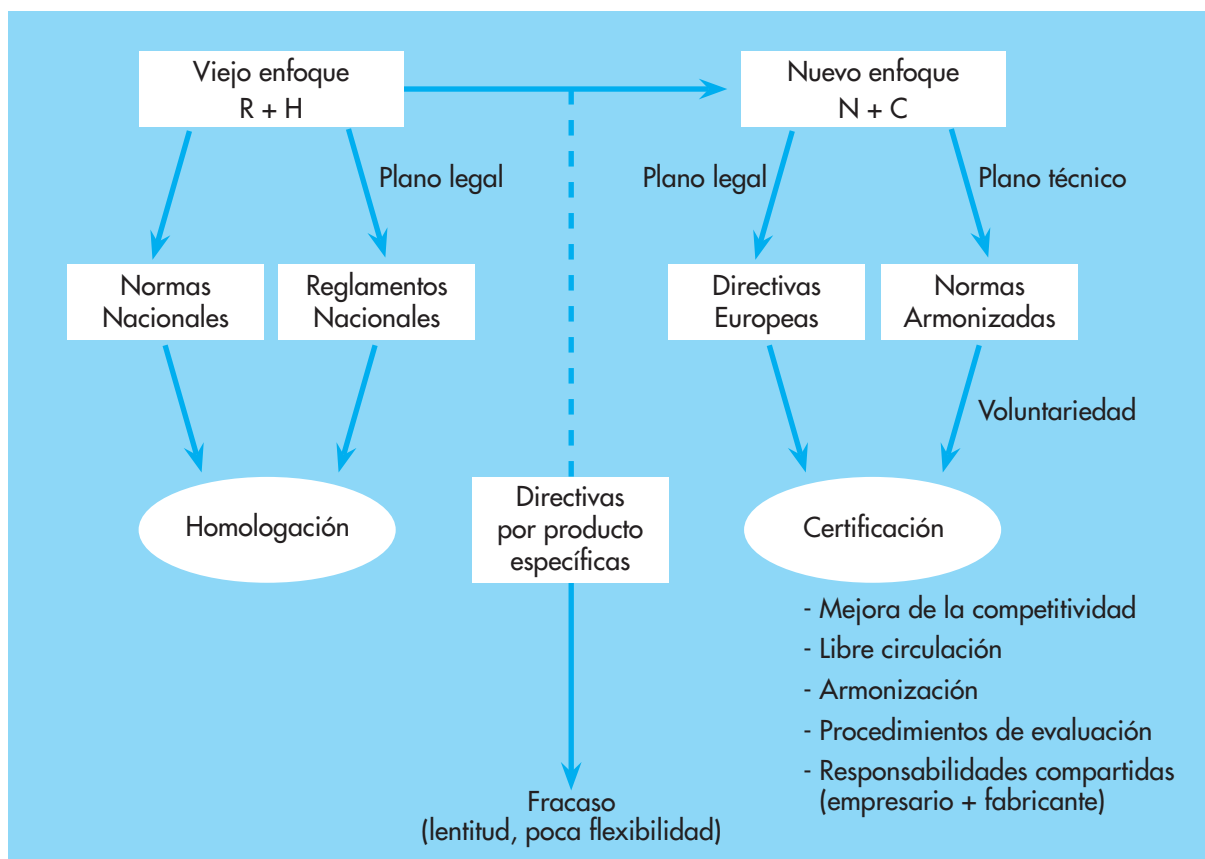 Viejo enfoque
R + H
Nuevo enfoque
N + C
Plano legal
Plano legal
Plano técnico
Normas
Nacionales
Reglamentos
Nacionales
Directivas
Europeas
Normas
Armonizadas
Voluntariedad
Homologación
Directivas
por producto
específicas
Certificación
- Mejora de la competitividad
- Libre circulación
- Armonización
- Procedimientos de evaluación
- Responsabilidades compartidas
(empresario + fabricante)
Fracaso
(lentitud, poca flexibilidad)